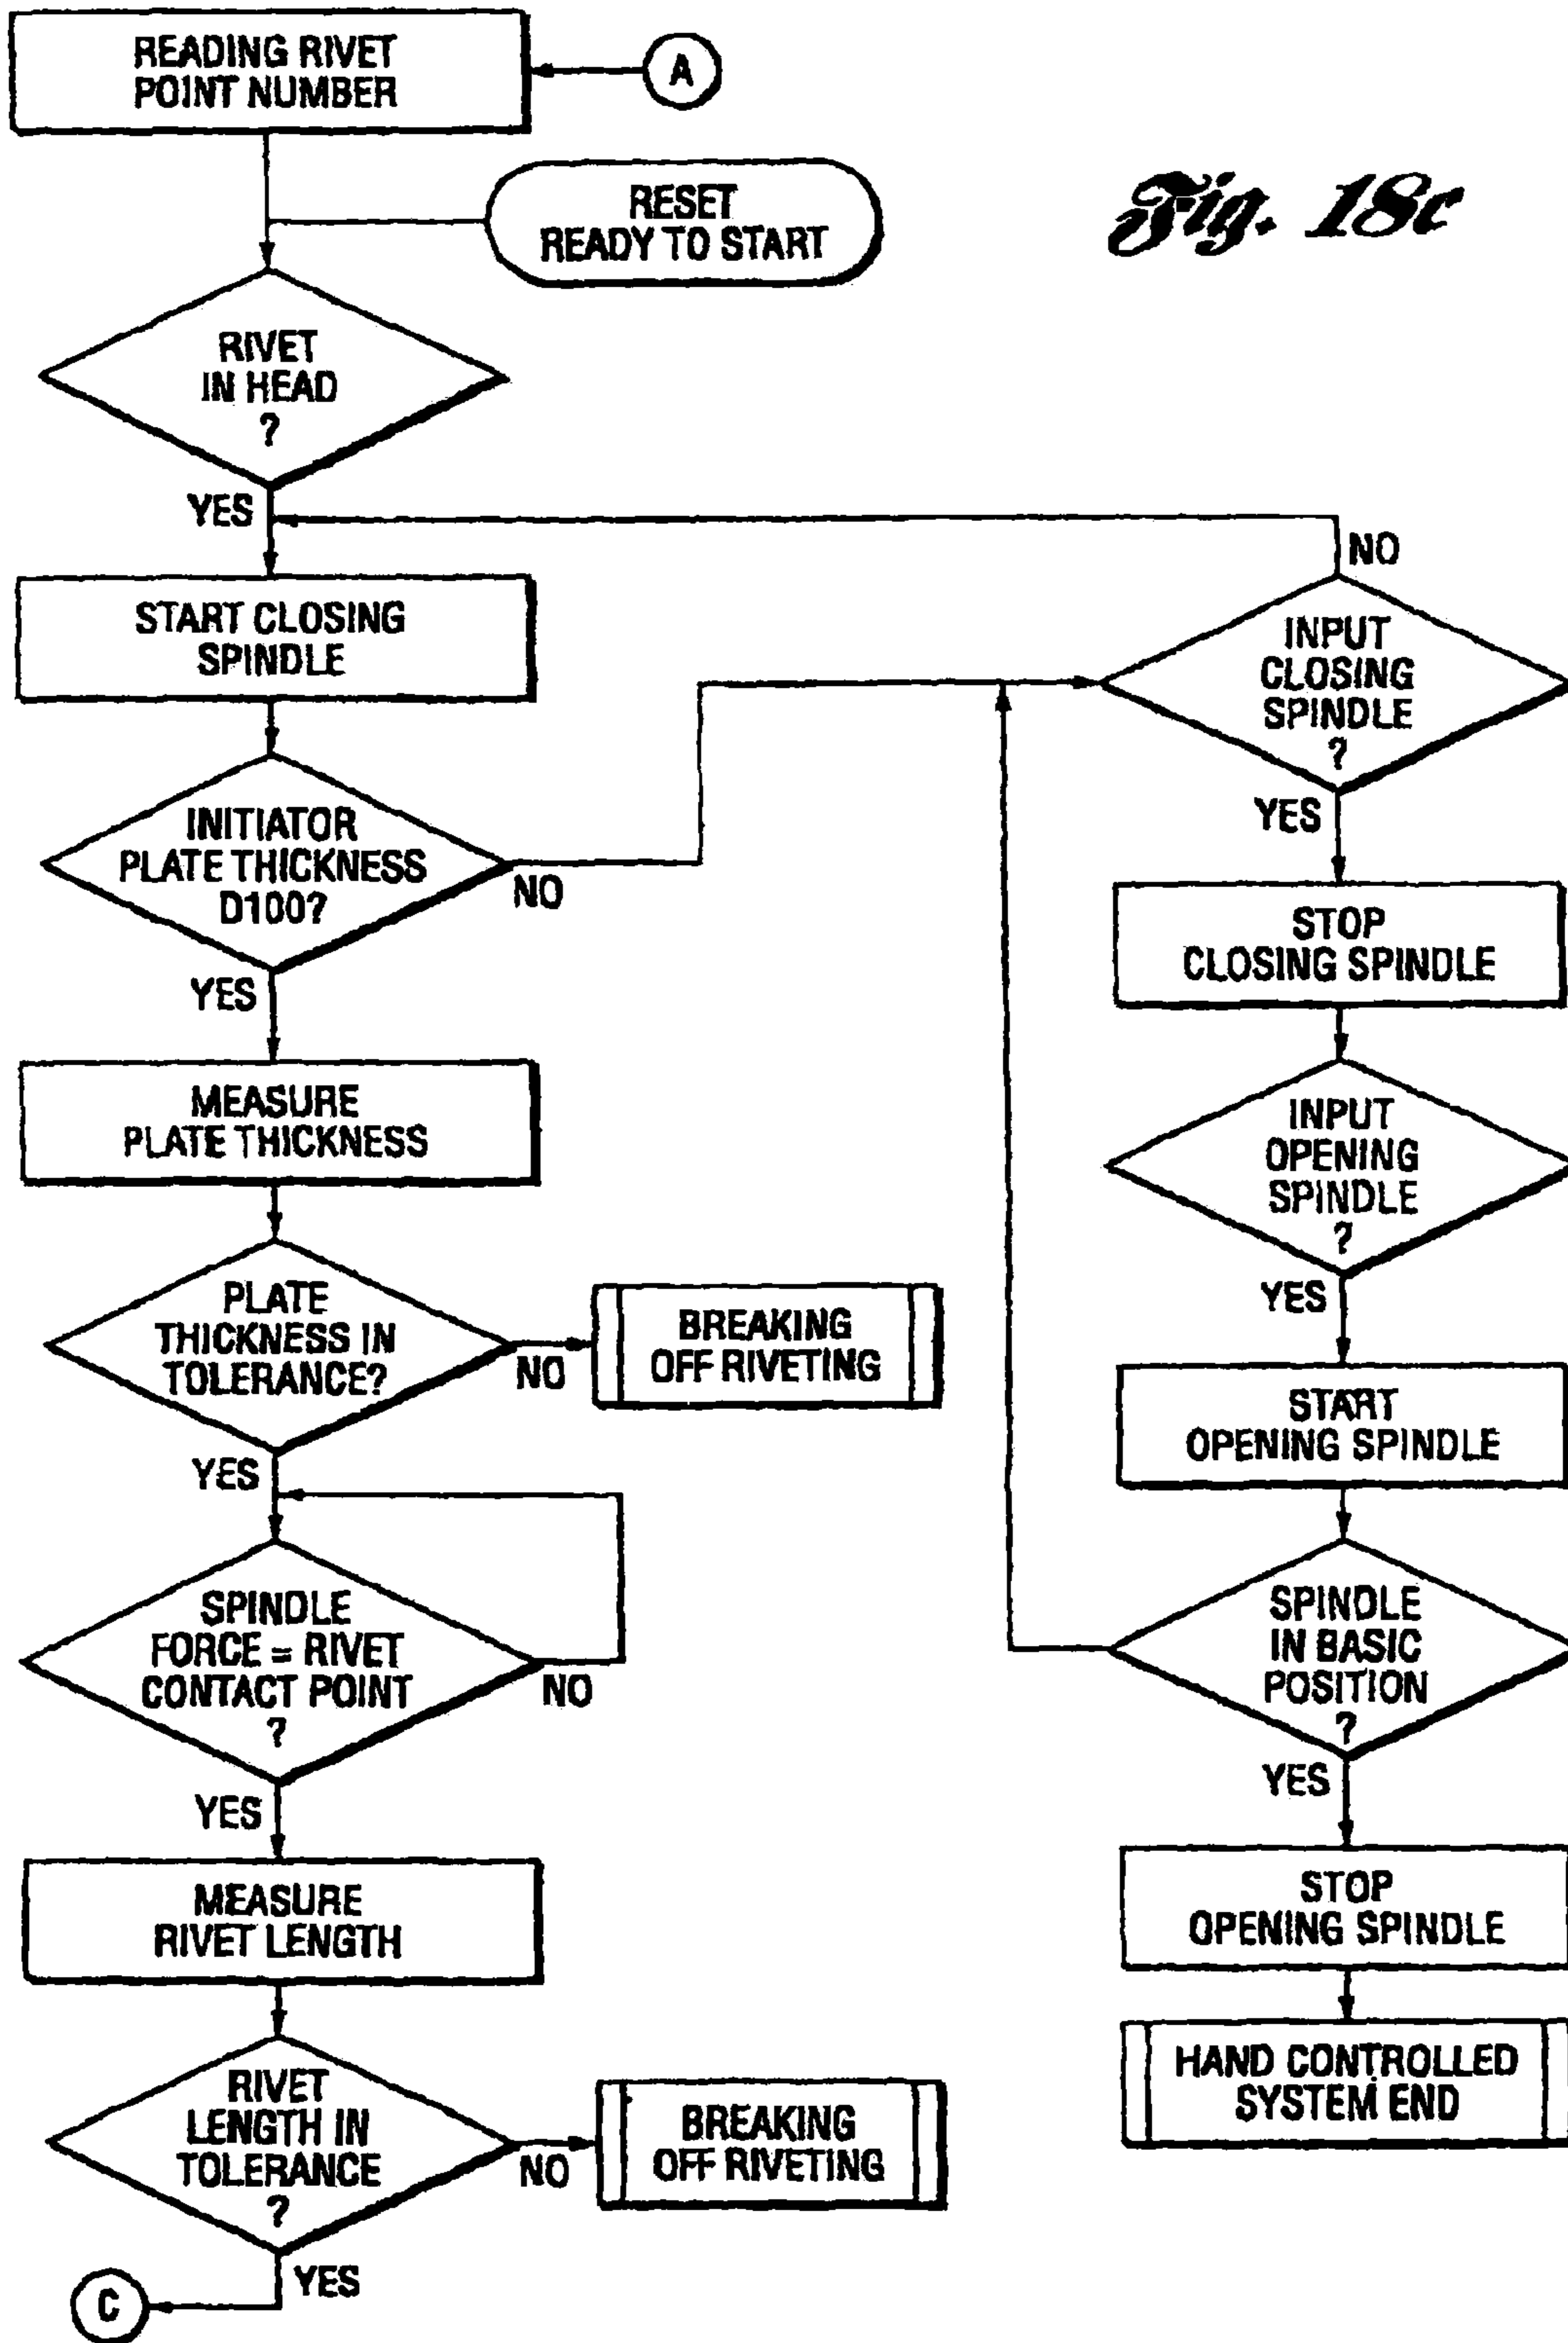 READING RIVET
POINT NUMBER
A
RESET
READY TO START
Fig. 18c
RIVET
IN HEAD
?
YES
START CLOSING
SPINDLE
INITIATOR
PLATE THICKNESS
D100?
NO
YES
MEASURE
PLATE THICKNESS
PLATE
THICKNESS IN
TOLERANCE?
NO
BREAKING
OFF RIVETING
YES
SPINDLE
FORCE = RIVET
CONTACT POINT
?
NO
YES
MEASURE
RIVET LENGTH
RIVET
LENGTH IN
TOLERANCE
?
NO
BREAKING
OFF RIVETING
YES
C
NO
INPUT
CLOSING
SPINDLE
?
YES
STOP
CLOSING SPINDLE
INPUT
OPENING
SPINDLE
?
YES
START
OPENING SPINDLE
SPINDLE
IN BASIC
POSITION
?
YES
STOP
OPENING SPINDLE
HAND CONTROLLED
SYSTEM END